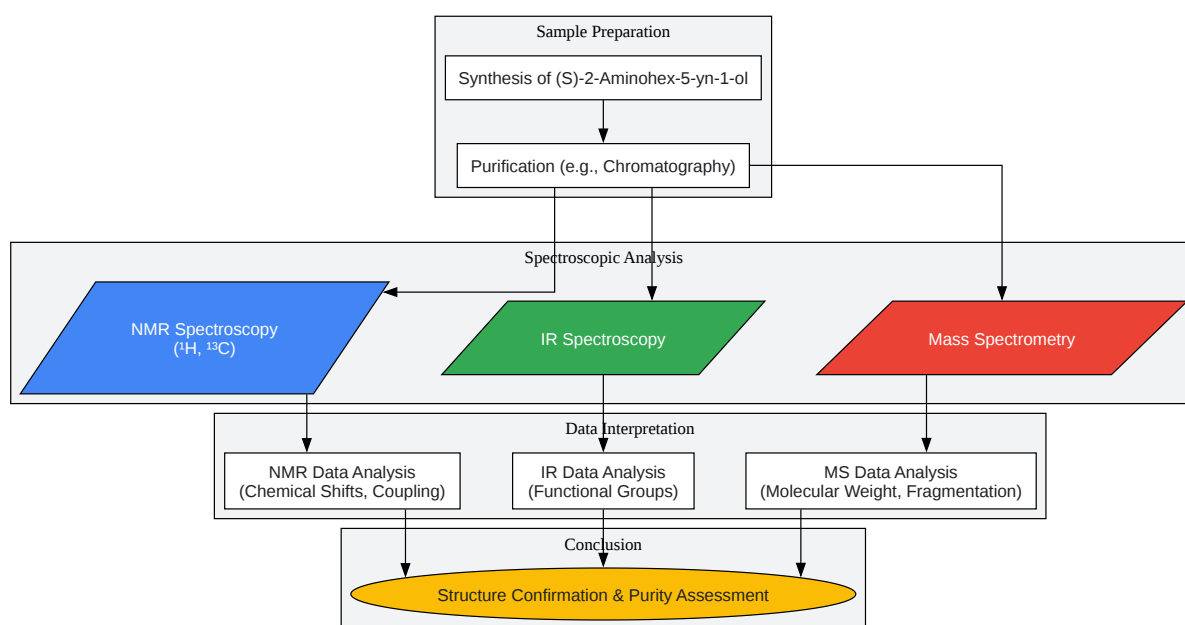 Sample Preparation
Synthesis of (S)-2-Aminohex-5-yn-1-ol
Purification (e.g., Chromatography)
Spectroscopic Analysis
NMR Spectroscopy
(¹H, ¹³C)
IR Spectroscopy
Mass Spectrometry
Data Interpretation
NMR Data Analysis
(Chemical Shifts, Coupling)
IR Data Analysis
(Functional Groups)
MS Data Analysis
(Molecular Weight, Fragmentation)
Conclusion
Structure Confirmation & Purity Assessment